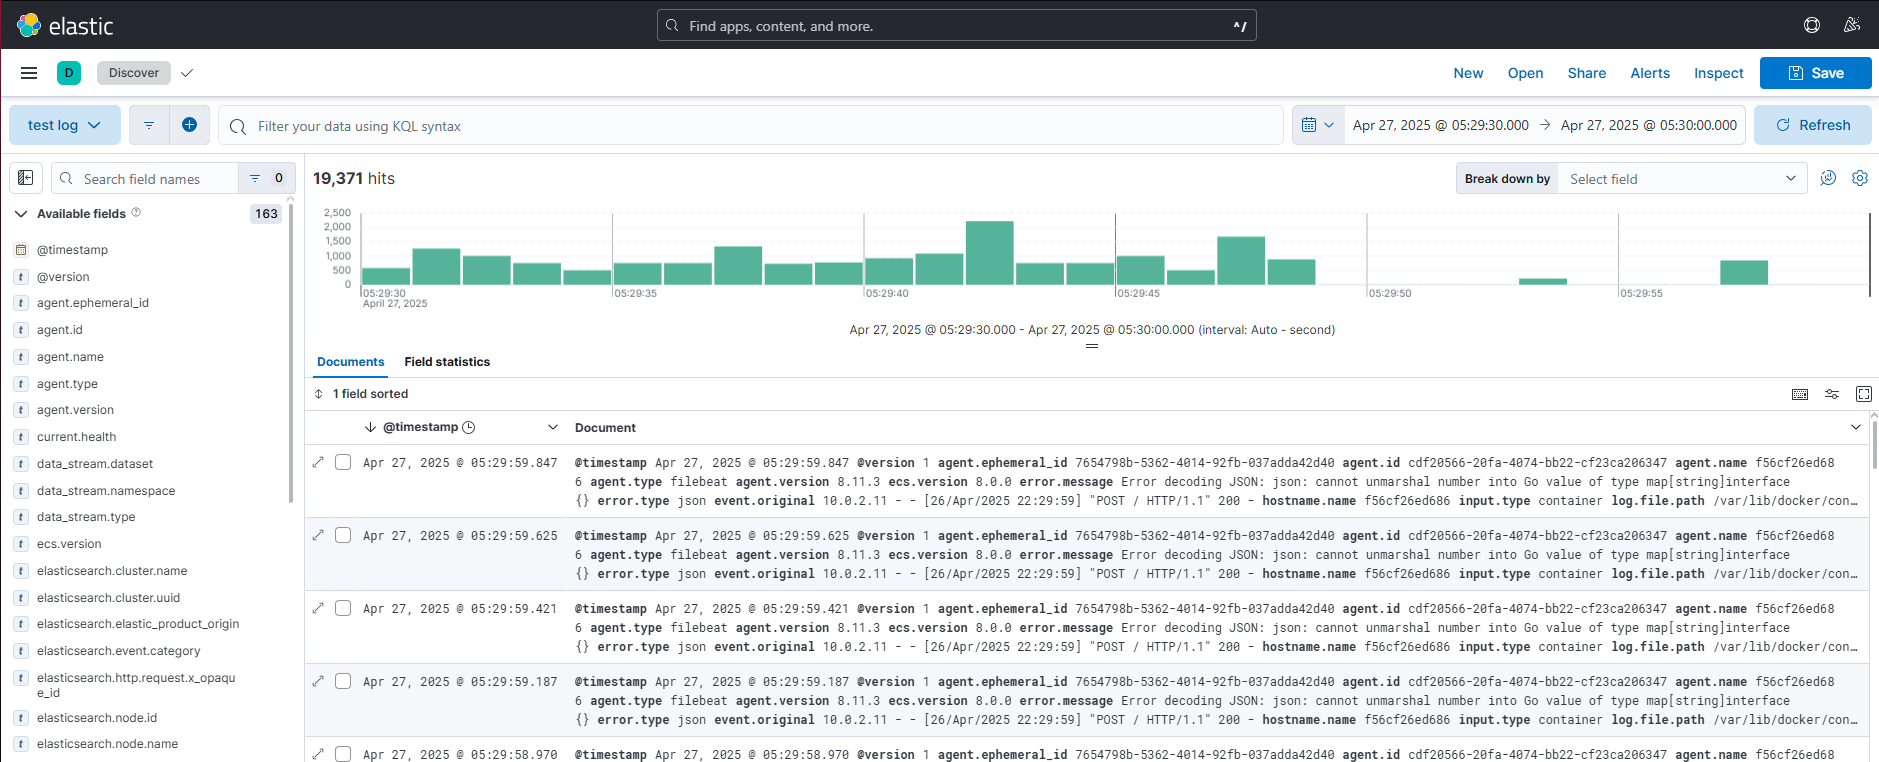 elastic
Find apps, content, and more.
^/
D
Discover
New
Open
Share
Alerts
Inspect
Save
test log
Filter your data using KQL syntax
Apr 27, 2025 @ 05:29:30.000 → Apr 27, 2025 @ 05:30:00.000
Refresh
Search field names
0
Available fields
163
@timestamp
t @version
t agent.ephemeral_id
t agent.id
t agent.name
t agent.type
t agent.version
t current.health
t data_stream.dataset
t data_stream.namespace
t data_stream.type
t ecs.version
t elasticsearch.cluster.name
t elasticsearch.cluster.uuid
t elasticsearch.elastic_product_origin
t elasticsearch.event.category
t elasticsearch.http.request.x_opaqu
e_id
t elasticsearch.node.id
t elasticsearch.node.name
19,371 hits
Break down by
Select field
2,500
2,000
1,500
1,000
500
0
05:29:30
April 27, 2025
05:29:35
05:29:40
05:29:45
05:29:50
05:29:55
Apr 27, 2025 @ 05:29:30.000 - Apr 27, 2025 @ 05:30:00.000 (interval: Auto - second)
Documents
Field statistics
1 field sorted
@timestamp
Document
Apr 27, 2025 @ 05:29:59.847
@timestamp Apr 27, 2025 @ 05:29:59.847 @version 1 agent.ephemeral_id 7654798b-5362-4014-92fb-037adda42d40 agent.id cdf20566-20fa-4074-bb22-cf23ca206347 agent.name f56cf26ed68
6 agent.type filebeat agent.version 8.11.3 ecs.version 8.0.0 error.message Error decoding JSON: json: cannot unmarshal number into Go value of type map[string]interface
{} error.type json event.original 10.0.2.11 - - [26/Apr/2025 22:29:59] "POST / HTTP/1.1" 200 - hostname.name f56cf26ed686 input.type container log.file.path /var/lib/docker/con…
Apr 27, 2025 @ 05:29:59.625
@timestamp Apr 27, 2025 @ 05:29:59.625 @version 1 agent.ephemeral_id 7654798b-5362-4014-92fb-037adda42d40 agent.id cdf20566-20fa-4074-bb22-cf23ca206347 agent.name f56cf26ed68
6 agent.type filebeat agent.version 8.11.3 ecs.version 8.0.0 error.message Error decoding JSON: json: cannot unmarshal number into Go value of type map[string]interface
{} error.type json event.original 10.0.2.11 - - [26/Apr/2025 22:29:59] "POST / HTTP/1.1" 200 - hostname.name f56cf26ed686 input.type container log.file.path /var/lib/docker/con…
Apr 27, 2025 @ 05:29:59.421
@timestamp Apr 27, 2025 @ 05:29:59.421 @version 1 agent.ephemeral_id 7654798b-5362-4014-92fb-037adda42d40 agent.id cdf20566-20fa-4074-bb22-cf23ca206347 agent.name f56cf26ed68
6 agent.type filebeat agent.version 8.11.3 ecs.version 8.0.0 error.message Error decoding JSON: json: cannot unmarshal number into Go value of type map[string]interface
{} error.type json event.original 10.0.2.11 - - [26/Apr/2025 22:29:59] "POST / HTTP/1.1" 200 - hostname.name f56cf26ed686 input.type container log.file.path /var/lib/docker/con…
Apr 27, 2025 @ 05:29:59.187
@timestamp Apr 27, 2025 @ 05:29:59.187 @version 1 agent.ephemeral_id 7654798b-5362-4014-92fb-037adda42d40 agent.id cdf20566-20fa-4074-bb22-cf23ca206347 agent.name f56cf26ed68
6 agent.type filebeat agent.version 8.11.3 ecs.version 8.0.0 error.message Error decoding JSON: json: cannot unmarshal number into Go value of type map[string]interface
{} error.type json event.original 10.0.2.11 - - [26/Apr/2025 22:29:59] "POST / HTTP/1.1" 200 - hostname.name f56cf26ed686 input.type container log.file.path /var/lib/docker/con…
Apr 27, 2025 @ 05:29:58.970
@timestamp Apr 27, 2025 @ 05:29:58.970 @version 1 agent.ephemeral_id 7654798b-5362-4014-92fb-037adda42d40 agent.id cdf20566-20fa-4074-bb22-cf23ca206347 agent.name f56cf26ed68